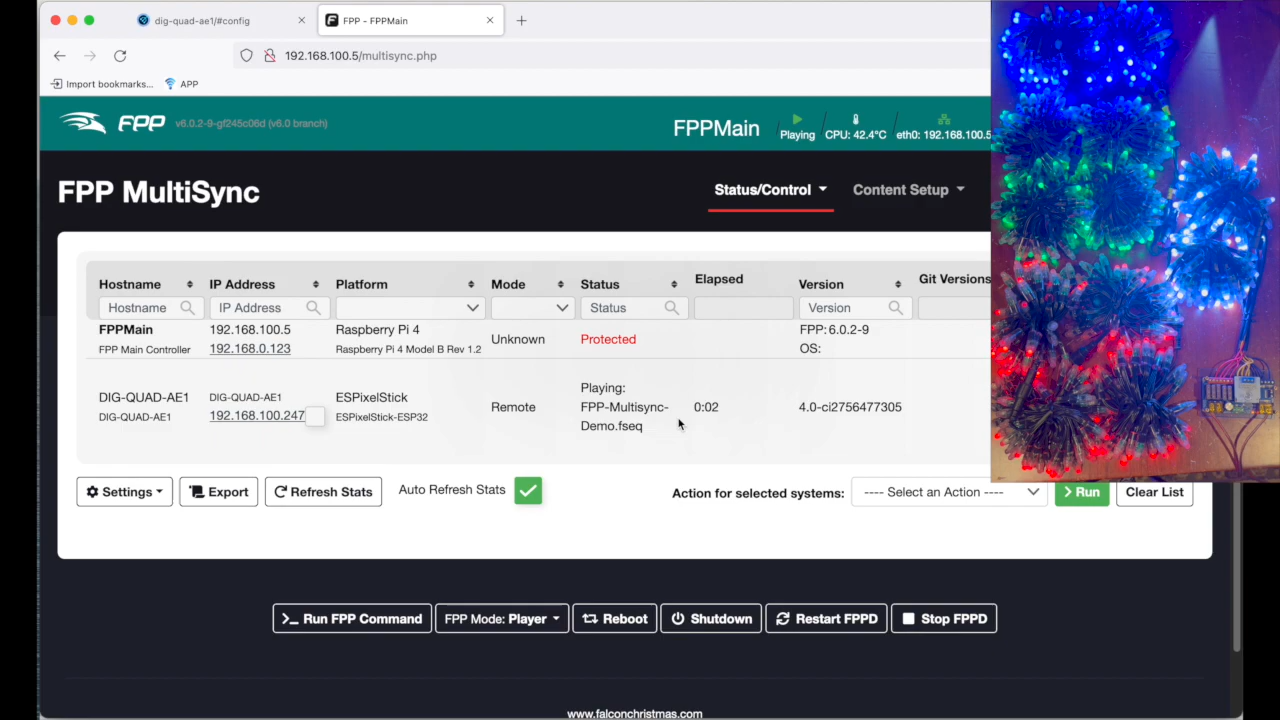 dig-quad-ae1/#config
FPP - FPPMain
192.168.100.5/multisync.php
Import bookmarks...
APP
FPP
v6.0.2-9-gf245c06d (v6.0 branch)
FPPMain
Playing
CPU: 42.4°C
eth0: 192.168.100.5
FPP MultiSync
Status/Control
Content Setup
Hostname
IP Address
Platform
Mode
Status
Elapsed
Version
Git Versions
Hostname
IP Address
Status
Version
FPPMain
192.168.100.5
Raspberry Pi 4
Unknown
Protected
FPP: 6.0.2-9
FPP Main Controller
192.168.0.123
Raspberry Pi 4 Model B Rev 1.2
OS:
DIG-QUAD-AE1
DIG-QUAD-AE1
ESPixelStick
Remote
Playing:
FPP-Multisync-
Demo.fseq
0:02
4.0-ci2756477305
DIG-QUAD-AE1
192.168.100.247
ESPixelStick-ESP32
Settings
Export
Refresh Stats
Auto Refresh Stats
Action for selected systems:
---- Select an Action ----
Run
Clear List
Run FPP Command
FPP Mode: Player
Reboot
Shutdown
Restart FPPD
Stop FPPD
www.falconchristmas.com